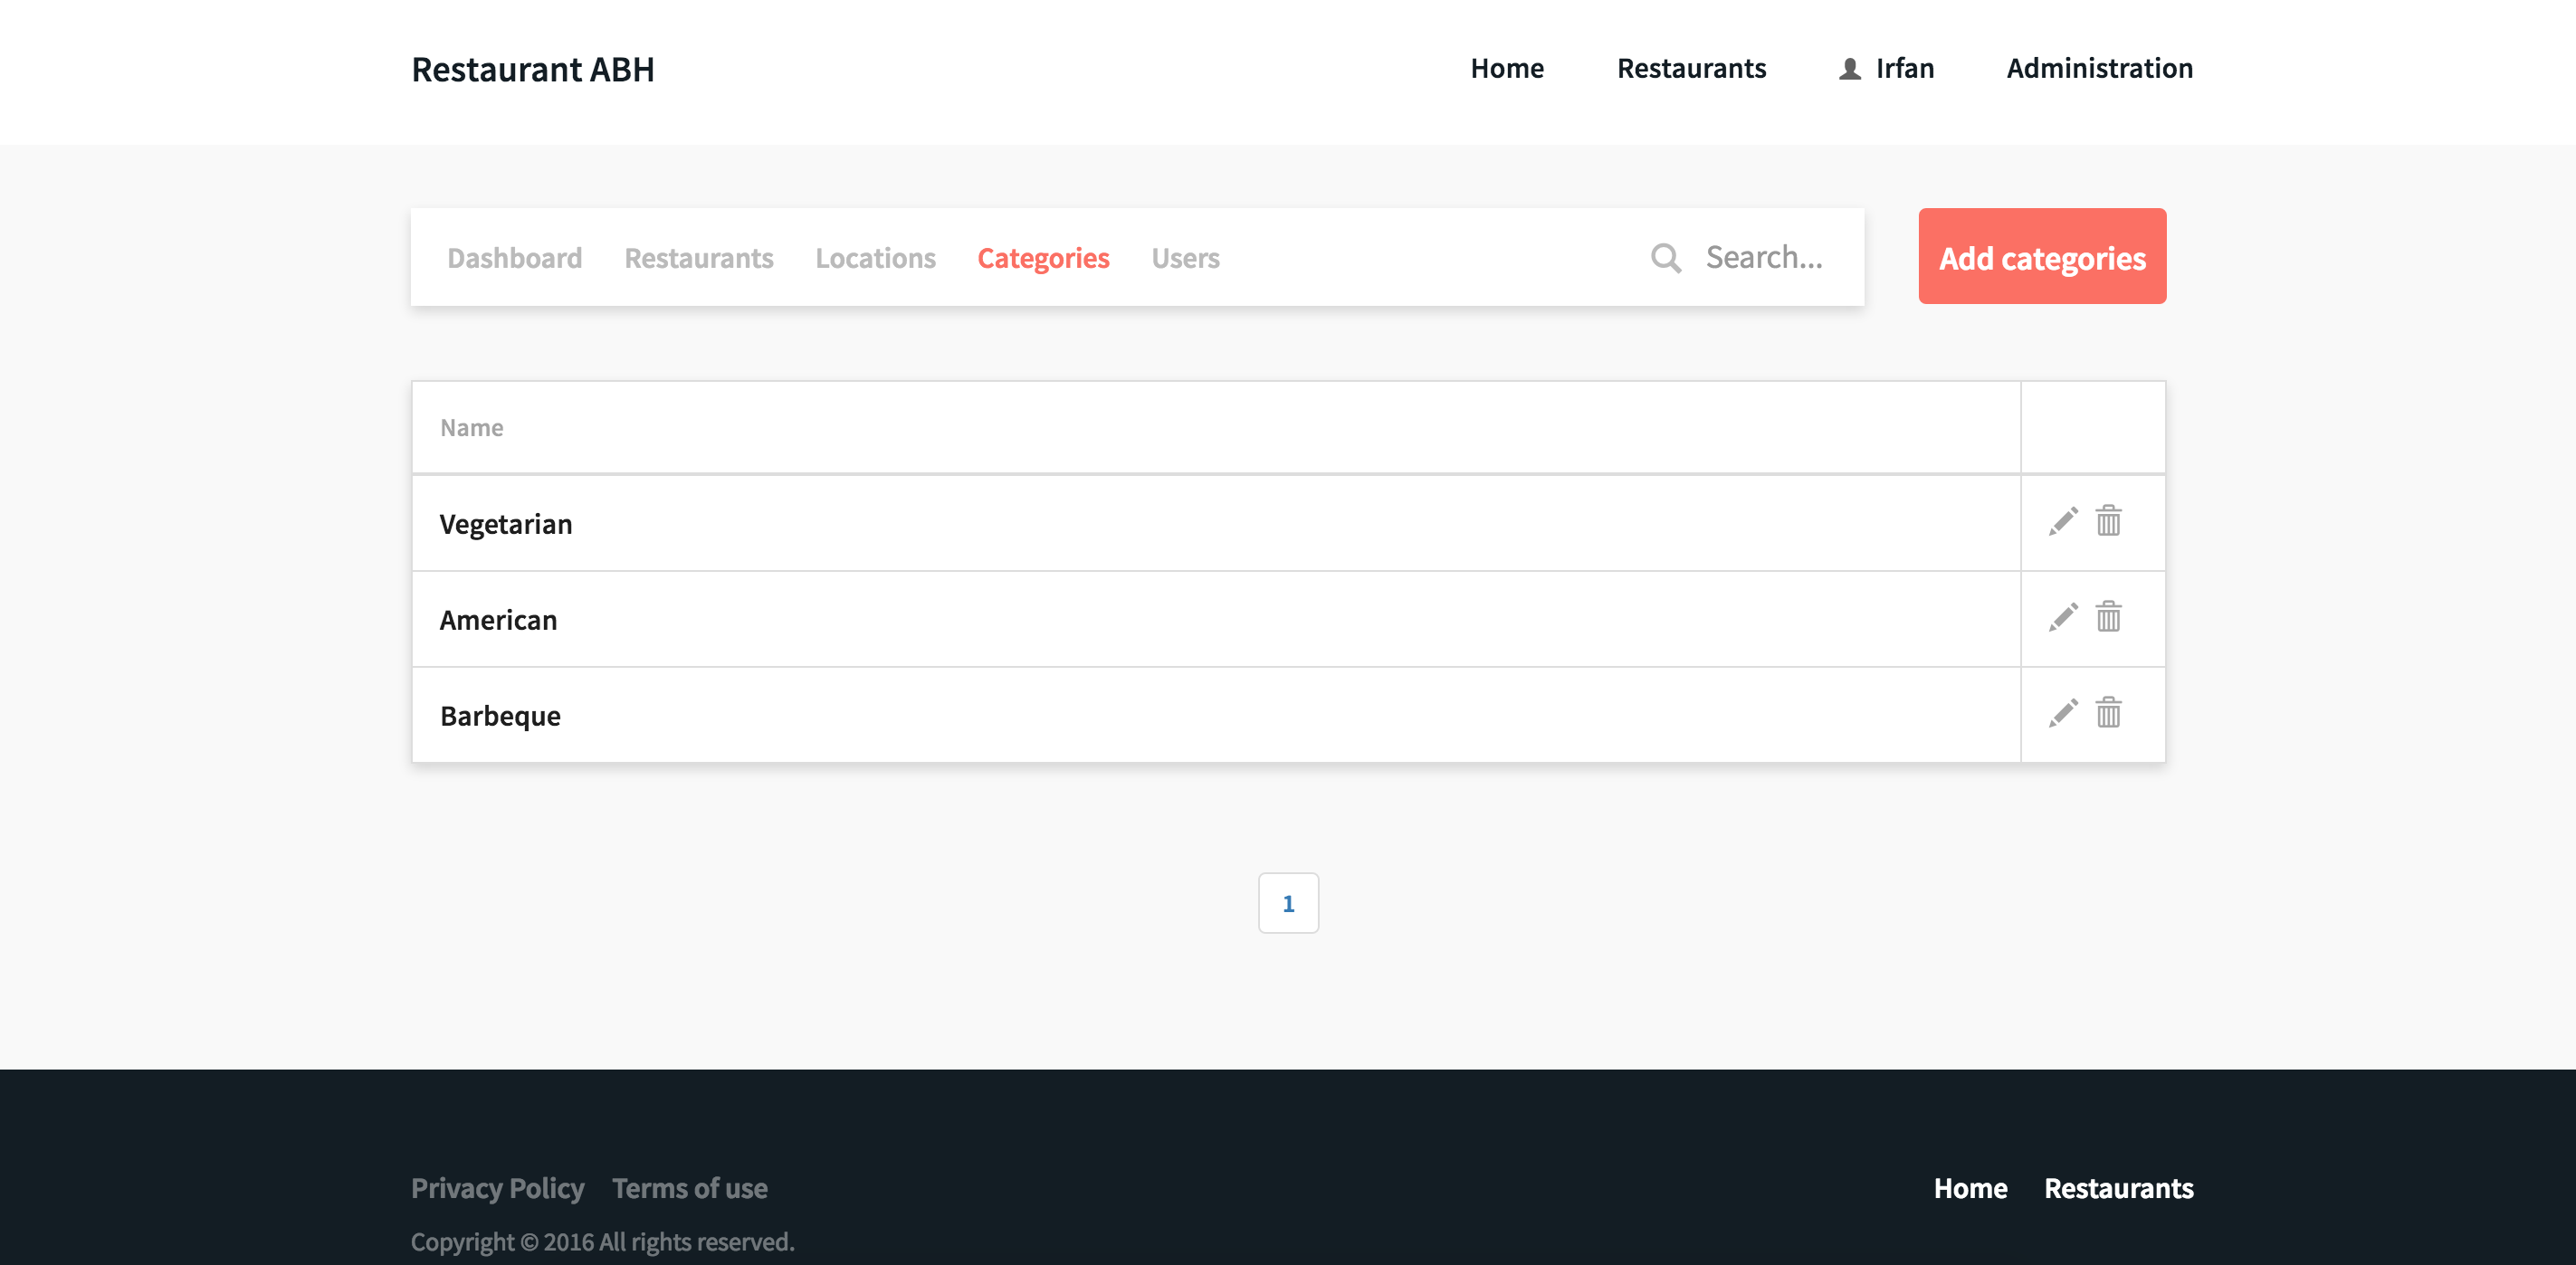 Restaurant ABH Home Restaurants Irfan Administration
Dashboard Restaurants Locations Categories Users Search... Add categories
Name
Vegetarian
American
Barbeque
1
Privacy Policy Terms of use Home Restaurants
Copyright © 2016 All rights reserved.